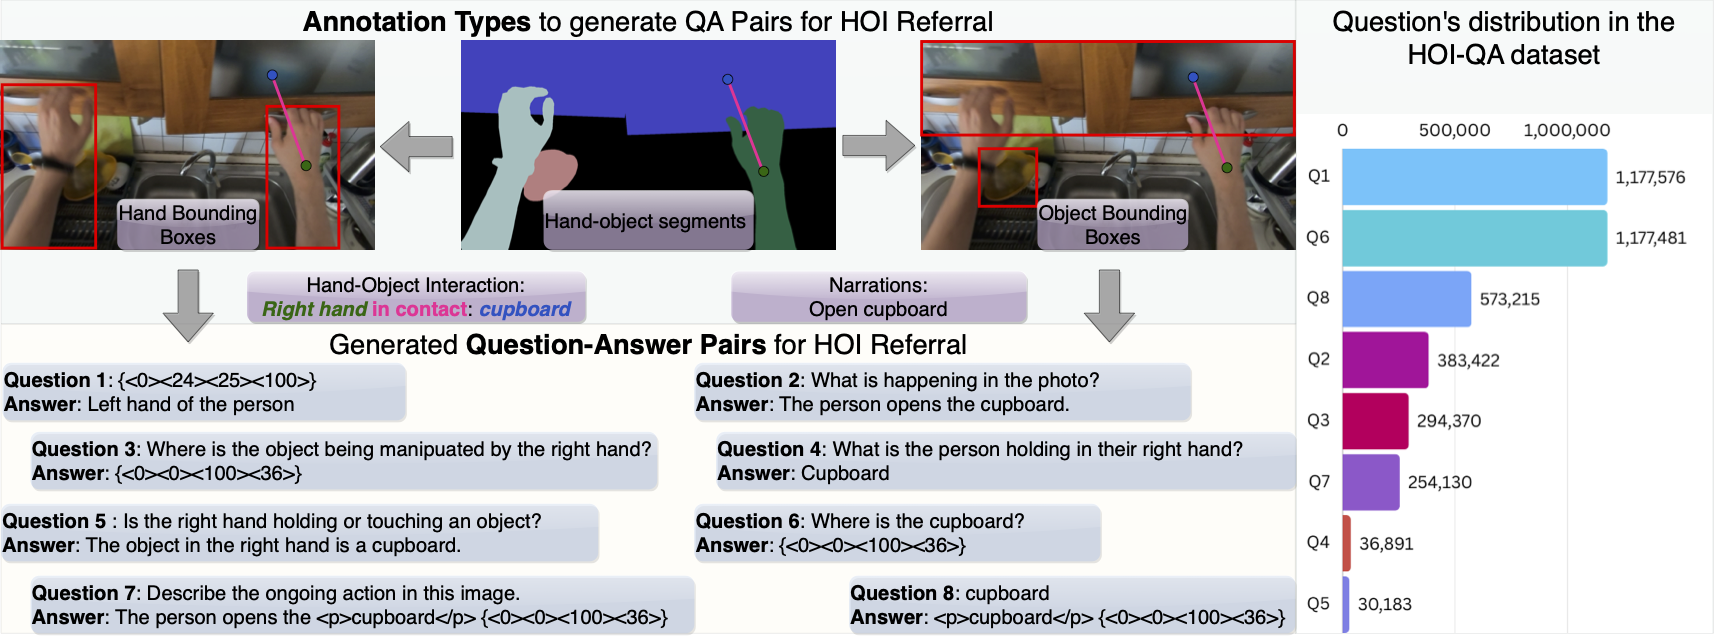 Annotation Types to generate QA Pairs for HOI Referral
Hand Bounding
Boxes
Hand-object segments
Object Bounding
Boxes
Hand-Object Interaction:
Right hand in contact: cupboard
Narrations:
Open cupboard
Generated Question-Answer Pairs for HOI Referral
Question 1: {<0><24><25><100>}
Answer: Left hand of the person
Question 2: What is happening in the photo?
Answer: The person opens the cupboard.
Question 3: Where is the object being manipuated by the right hand?
Answer: {<0><0><100><36>}
Question 4: What is the person holding in their right hand?
Answer: Cupboard
Question 5 : Is the right hand holding or touching an object?
Answer: The object in the right hand is a cupboard.
Question 6: Where is the cupboard?
Answer: {<0><0><100><36>}
Question 7: Describe the ongoing action in this image.
Answer: The person opens the <p>cupboard</p> {<0><0><100><36>}
Question 8: cupboard
Answer: <p>cupboard</p> {<0><0><100><36>}
Question's distribution in the
HOI-QA dataset
0 500,000 1,000,000
Q1 1,177,576
Q6 1,177,481
Q8 573,215
Q2 383,422
Q3 294,370
Q7 254,130
Q4 36,891
Q5 30,183